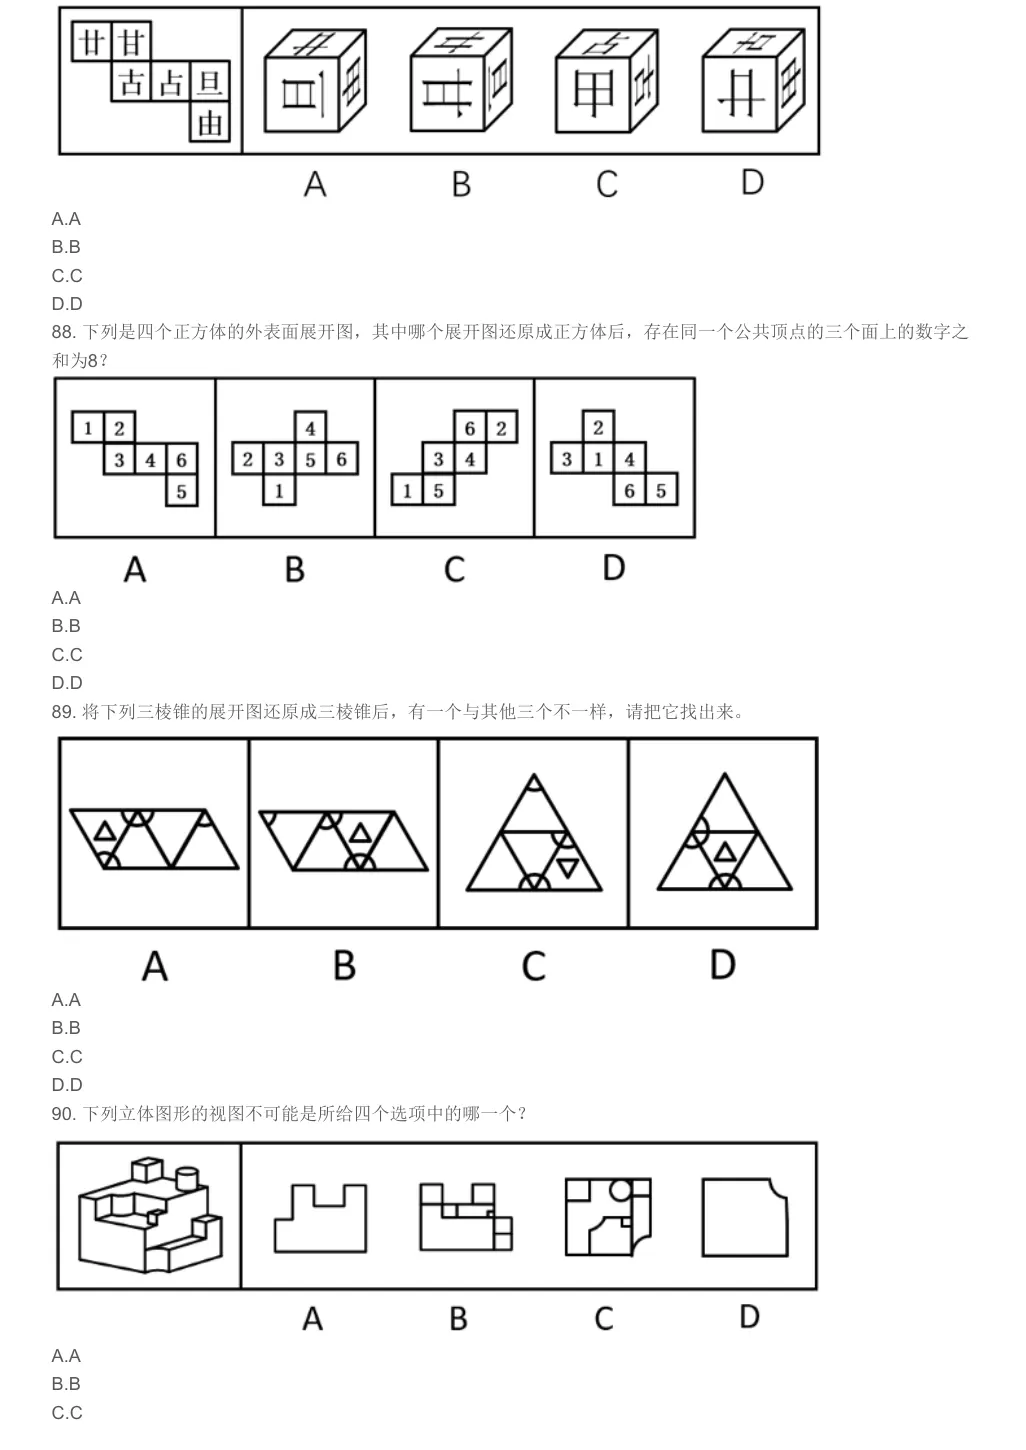 廿 甘
古 占 旦
由
A B C D
A.A
B.B
C.C
D.D
88. 下列是四个正方体的外表面展开图，其中哪个展开图还原成正方体后，存在同一个公共顶点的三个面上的数字之
和为8？
1 2
3 4 6
5
4
2 3 5 6
1
6 2
3 4
1 5
2
3 1 4
6 5
A B C D
A.A
B.B
C.C
D.D
89. 将下列三棱锥的展开图还原成三棱锥后，有一个与其他三个不一样，请把它找出来。
A B C D
A.A
B.B
C.C
D.D
90. 下列立体图形的视图不可能是所给四个选项中的哪一个？
A B C D
A.A
B.B
C.C